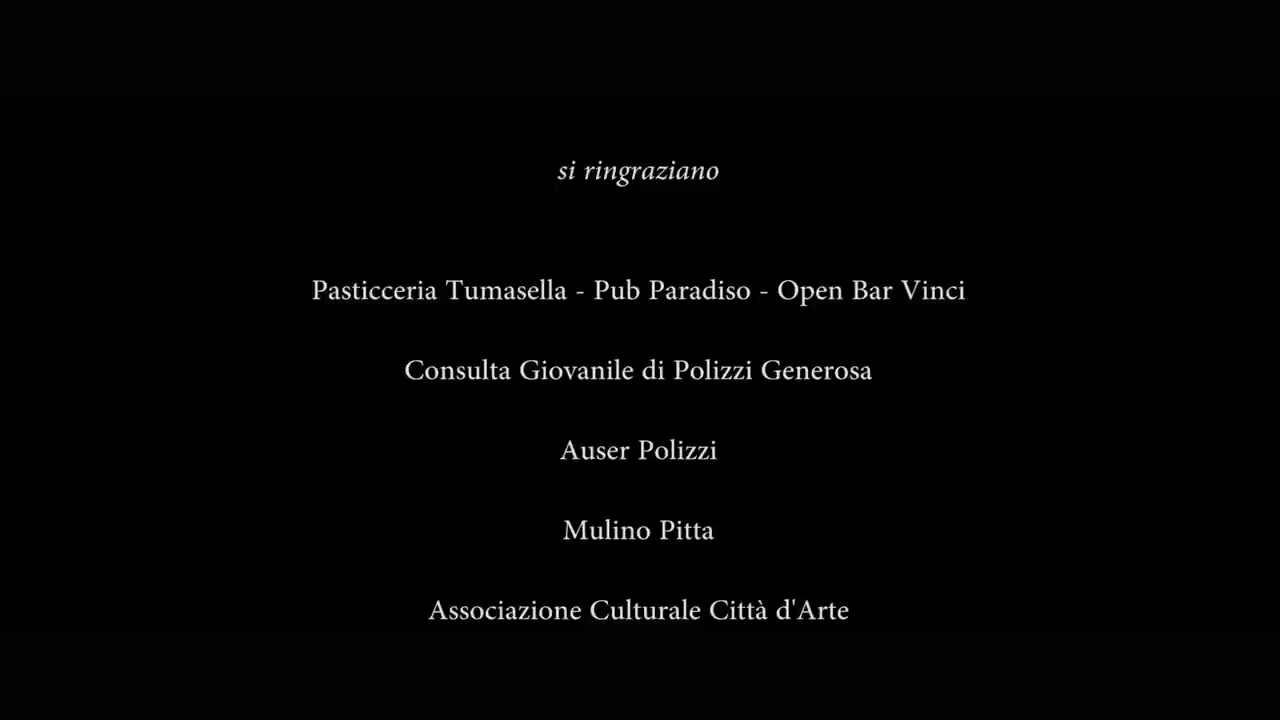 si ringraziano
Pasticceria Tumasella - Pub Paradiso - Open Bar Vinci
Consulta Giovanile di Polizzi Generosa
Auser Polizzi
Mulino Pitta
Associazione Culturale Città d'Arte